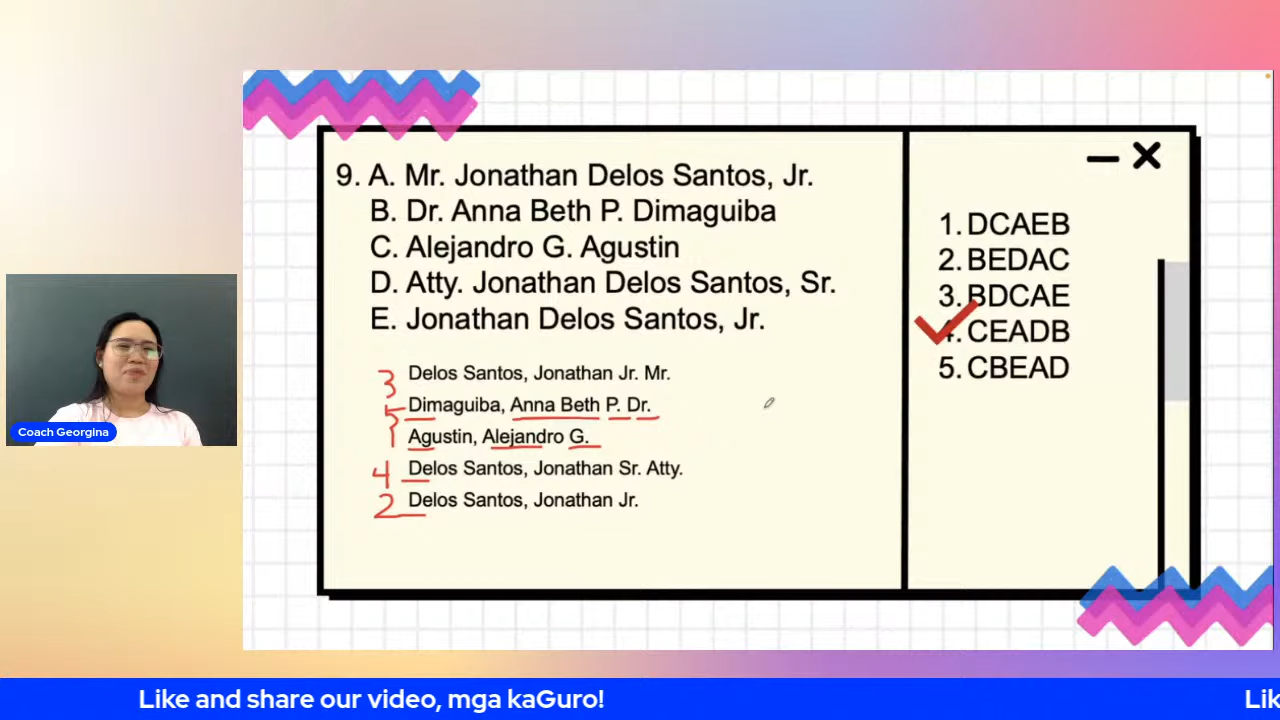 9. A. Mr. Jonathan Delos Santos, Jr.
B. Dr. Anna Beth P. Dimaguiba
C. Alejandro G. Agustin
D. Atty. Jonathan Delos Santos, Sr.
E. Jonathan Delos Santos, Jr.
3 Delos Santos, Jonathan Jr. Mr.
5 Dimaguiba, Anna Beth P. Dr.
1 Agustin, Alejandro G.
4 Delos Santos, Jonathan Sr. Atty.
2 Delos Santos, Jonathan Jr.
1. DCAEB
2. BEDAC
3. BDCAE
4. CEADB
5. CBEAD
Coach Georgina
Like and share our video, mga kaGuro!
Lik